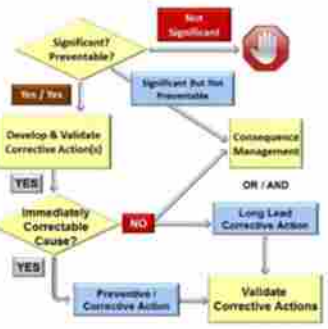 Not
Significant
Significant?
Preventable?
Significant But Not
Preventable
Yes / Yes
Develop & Validate
Corrective Action(s)
Consequence
Management
YES
OR / AND
Immediately
Correctable
Cause?
NO
Long Lead
Corrective Action
YES
Preventive /
Corrective Action
Validate
Corrective Actions